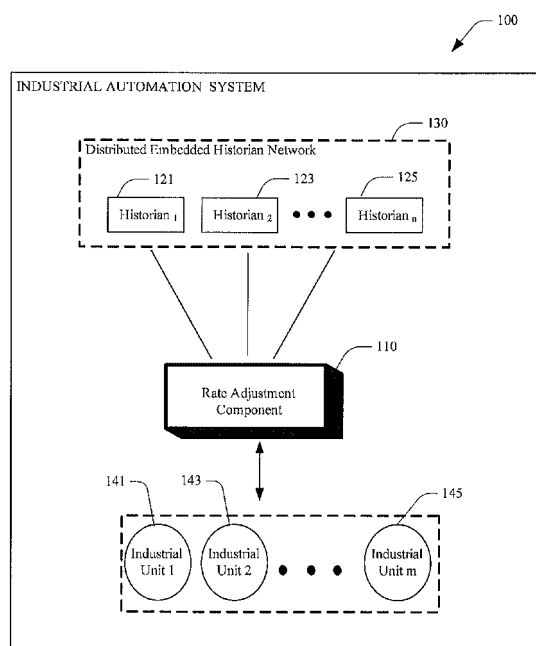 100
INDUSTRIAL AUTOMATION SYSTEM
130
Distributed Embedded Historian Network
121
123
125
Historian 1
Historian 2
Historian n
110
Rate Adjustment
Component
141
143
145
Industrial
Unit 1
Industrial
Unit 2
Industrial
Unit m